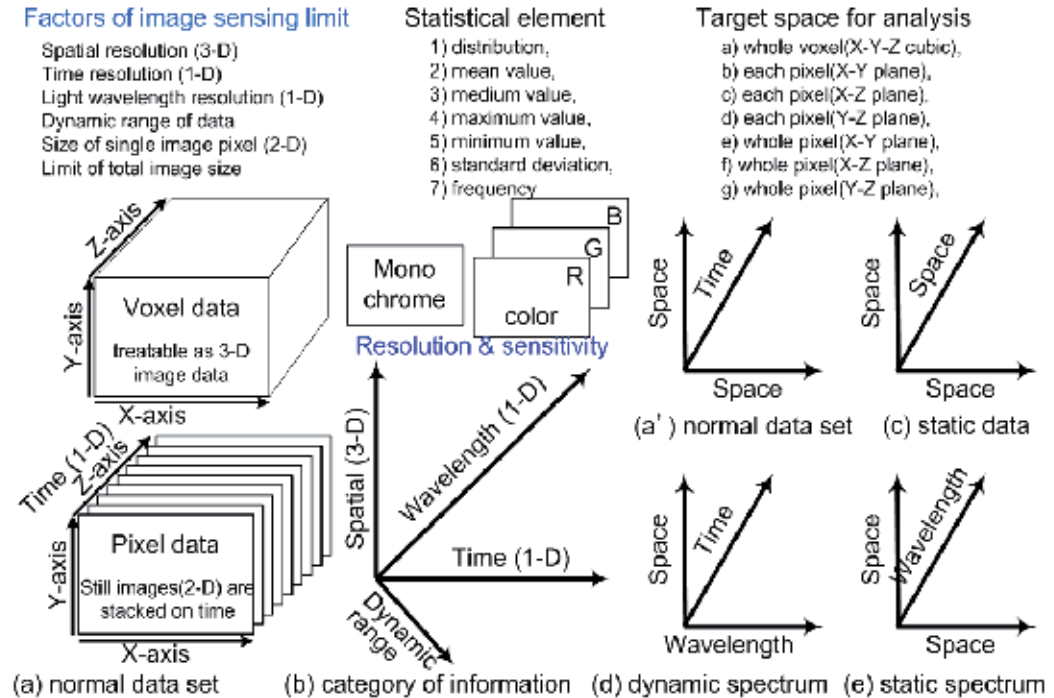 Factors of image sensing limit
Spatial resolution (3-D)
Time resolution (1-D)
Light wavelength resolution (1-D)
Dynamic range of data
Size of single image pixel (2-D)
Limit of total image size
Statistical element
1) distribution,
2) mean value,
3) medium value,
4) maximum value,
5) minimum value,
6) standard deviation,
7) frequency
Target space for analysis
a) whole voxel(X-Y-Z cubic),
b) each pixel(X-Y plane),
c) each pixel(X-Z plane),
d) each pixel(Y-Z plane),
e) whole pixel(X-Y plane),
f) whole pixel(X-Z plane),
g) whole pixel(Y-Z plane),
Z-axis
Y-axis
Voxel data
treatable as 3-D
image data
X-axis
Time (1-D)
Z-axis
Y-axis
Pixel data
Still images(2-D) are
stacked on time
X-axis
(a) normal data set
Mono
chrome
B
G
R
color
Resolution & sensitivity
Spatial (3-D)
Wavelength (1-D)
Time (1-D)
Dynamic
range
(b) category of information
Space
Time
Space
(a') normal data set
Space
Space
Space
(c) static data
Space
Time
Wavelength
(d) dynamic spectrum
Space
Wavelength
Space
(e) static spectrum